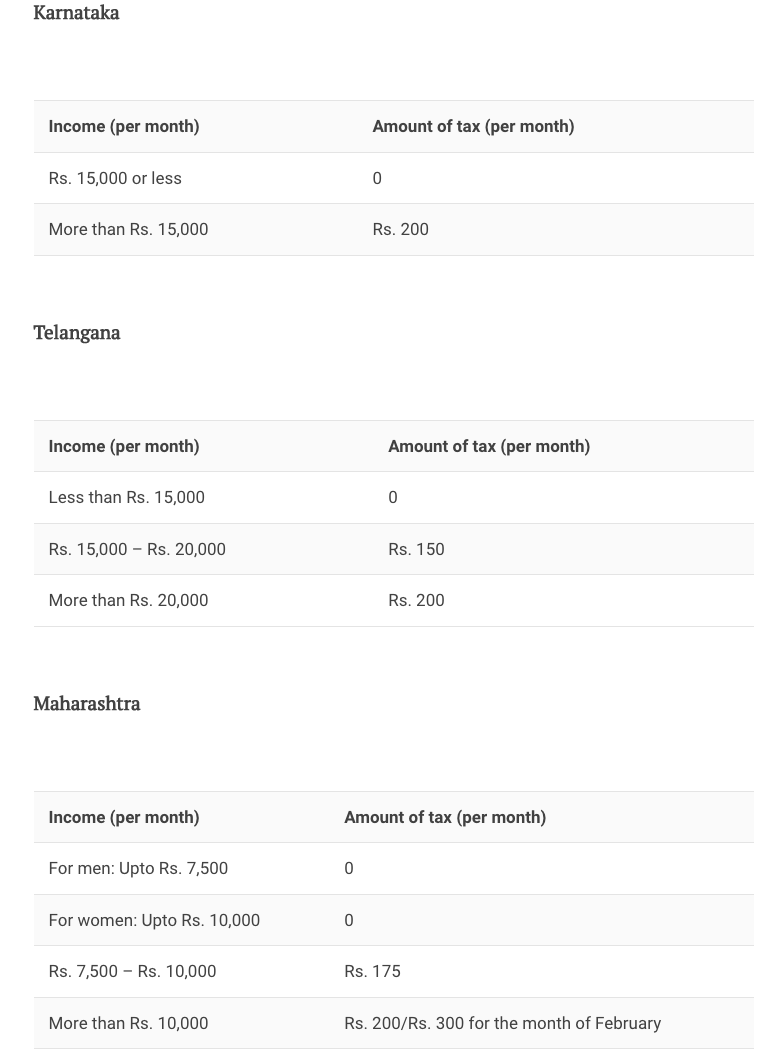 Karnataka
Income (per month) Amount of tax (per month)
Rs. 15,000 or less 0
More than Rs. 15,000 Rs. 200
Telangana
Income (per month) Amount of tax (per month)
Less than Rs. 15,000 0
Rs. 15,000 – Rs. 20,000 Rs. 150
More than Rs. 20,000 Rs. 200
Maharashtra
Income (per month) Amount of tax (per month)
For men: Upto Rs. 7,500 0
For women: Upto Rs. 10,000 0
Rs. 7,500 – Rs. 10,000 Rs. 175
More than Rs. 10,000 Rs. 200/Rs. 300 for the month of February